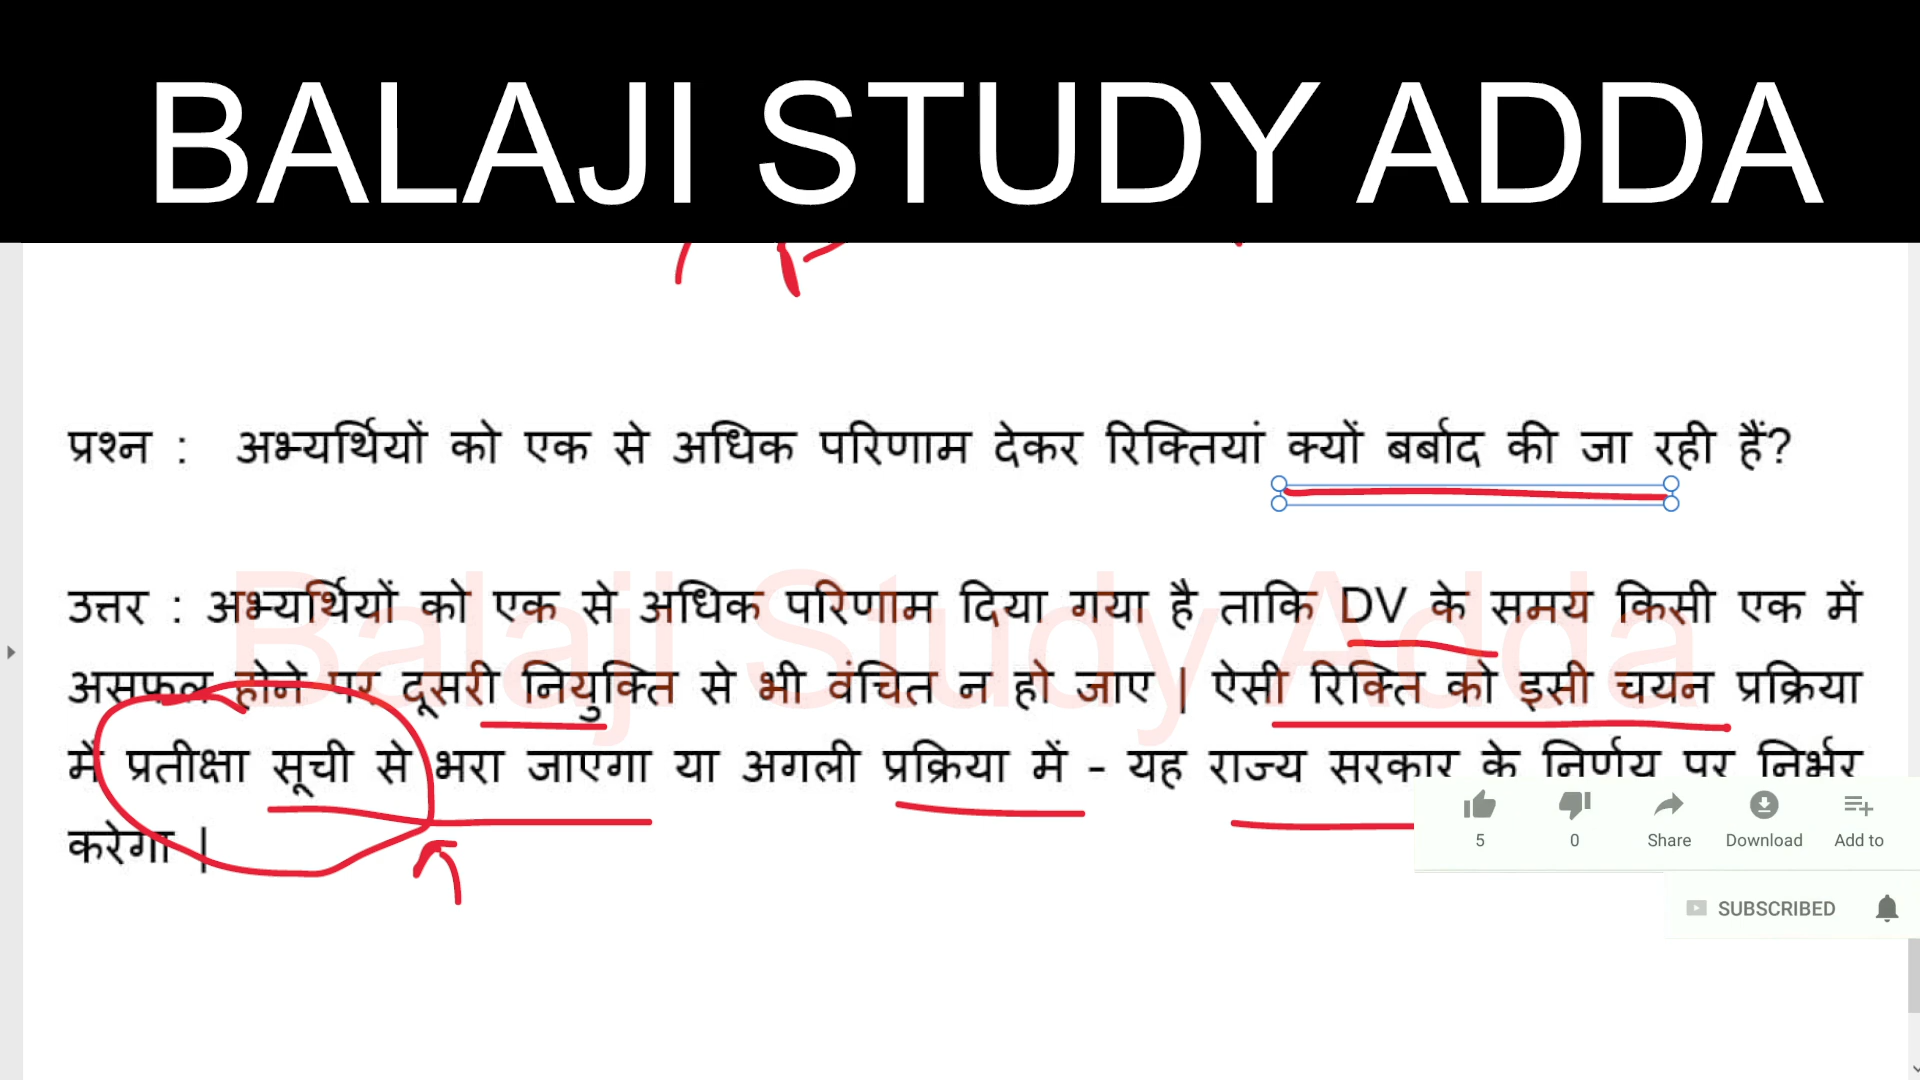 BALAJI STUDY ADDA
प्रश्न : अभ्यर्थियों को एक से अधिक परिणाम देकर रिक्तियां क्यों बर्बाद की जा रही हैं?
उत्तर : अभ्यर्थियों को एक से अधिक परिणाम दिया गया है ताकि DV के समय किसी एक में
असफल होने पर दूसरी नियुक्ति से भी वंचित न हो जाए | ऐसी रिक्ति को इसी चयन प्रक्रिया
में प्रतीक्षा सूची से भरा जाएगा या अगली प्रक्रिया में - यह राज्य सरकार के निर्णय पर निर्भर
करेगा |
Balaji Study Adda
5 0 Share Download Add to
SUBSCRIBED